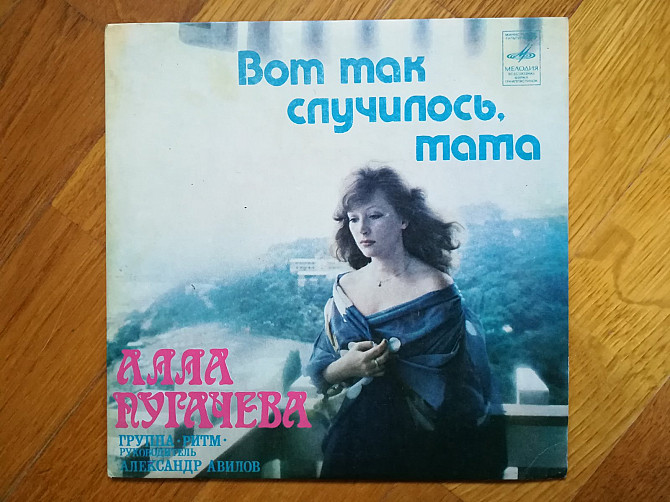 Вот так
случилось,
мама
МЕЛОДИЯ
АЛЛА
ПУГАЧЕВА
ГРУППА •РИТМ•
РУКОВОДИТЕЛЬ
АЛЕКСАНДР АВИЛОВ